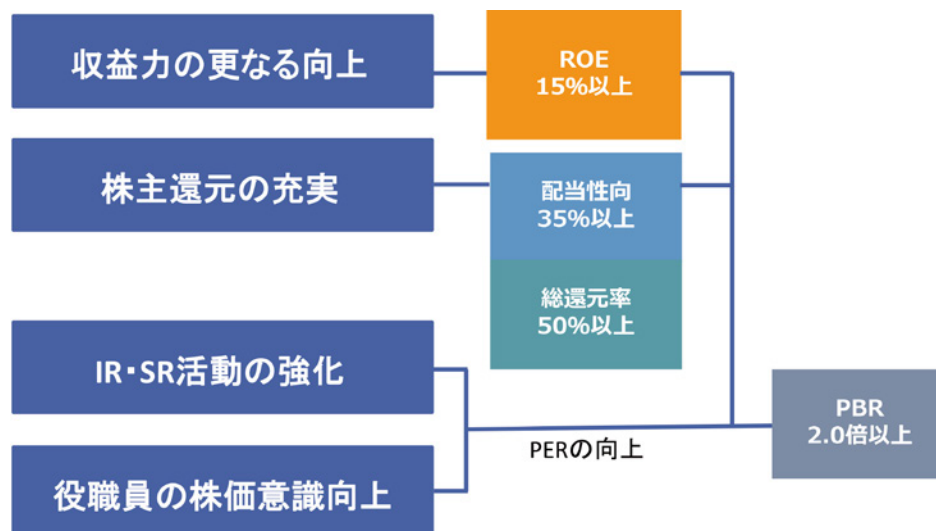 収益力の更なる向上
ROE
15%以上
株主還元の充実
配当性向
35%以上
総還元率
50%以上
IR・SR活動の強化
役職員の株価意識向上
PERの向上
PBR
2.0倍以上